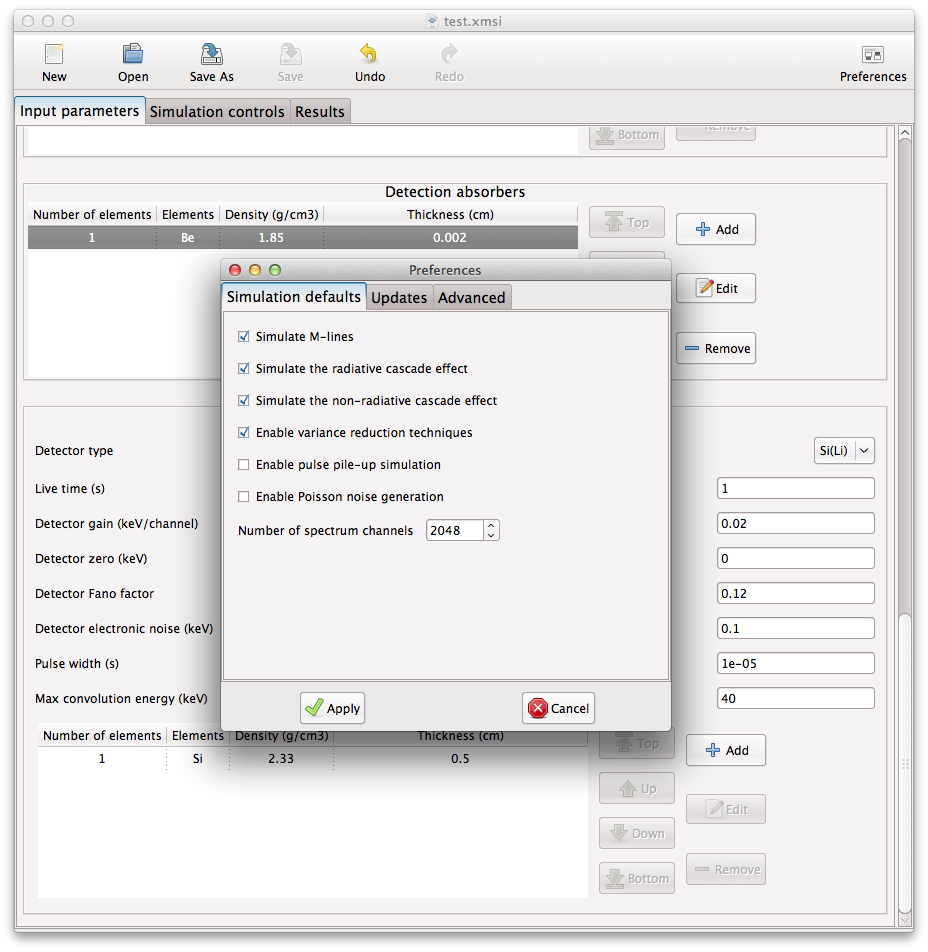 test.xmsi
New Open Save As Save Undo Redo Preferences
Input parameters Simulation controls Results
Bottom Remove
Detection absorbers
Number of elements Elements Density (g/cm3) Thickness (cm)
1 Be 1.85 0.002
Top
Add
Edit
Remove
Preferences
Simulation defaults Updates Advanced
Simulate M-lines
Simulate the radiative cascade effect
Simulate the non-radiative cascade effect
Enable variance reduction techniques
Enable pulse pile-up simulation
Enable Poisson noise generation
Number of spectrum channels 2048
Apply Cancel
Detector type Si(Li)
Live time (s) 1
Detector gain (keV/channel) 0.02
Detector zero (keV) 0
Detector Fano factor 0.12
Detector electronic noise (keV) 0.1
Pulse width (s) 1e-05
Max convolution energy (keV) 40
Number of elements Elements Density (g/cm3) Thickness (cm)
1 Si 2.33 0.5
Top
Add
Up
Edit
Down
Remove
Bottom